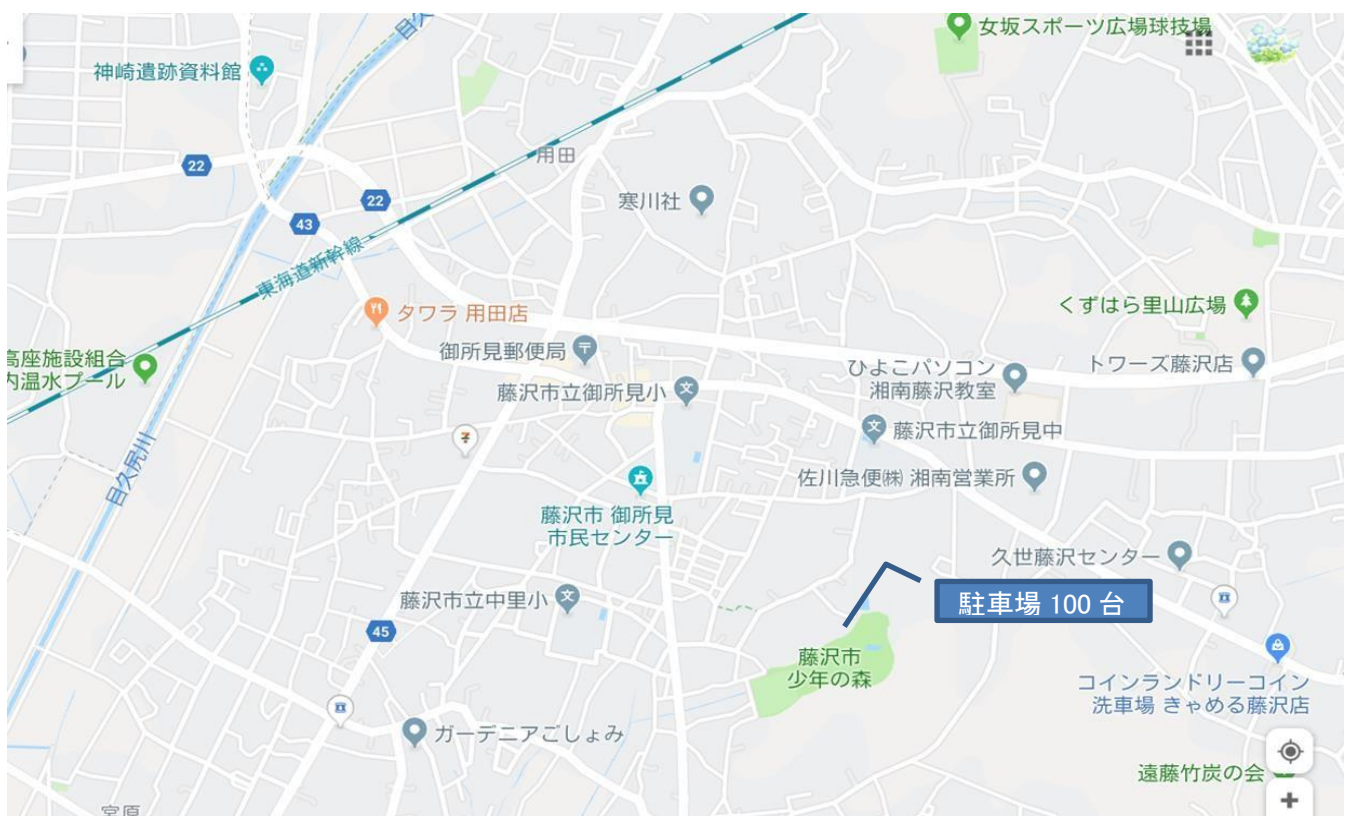 女坂スポーツ広場球技場
神崎遺跡資料館
22
用田
22
寒川社
43
東海道新幹線
くずはら里山広場
タワラ 用田店
御所見郵便局
高座施設組合
内温水プール
ひよこパソコン
湘南藤沢教室
トワーズ藤沢店
藤沢市立御所見小
文
文
藤沢市立御所見中
目久尻川
佐川急便㈱ 湘南営業所
藤沢市 御所見
市民センター
久世藤沢センター
駐車場 100 台
藤沢市立中里小
文
45
藤沢市
少年の森
コインランドリーコイン
洗車場 きゃめる藤沢店
ガーデニアごしょみ
遠藤竹炭の会
宮原